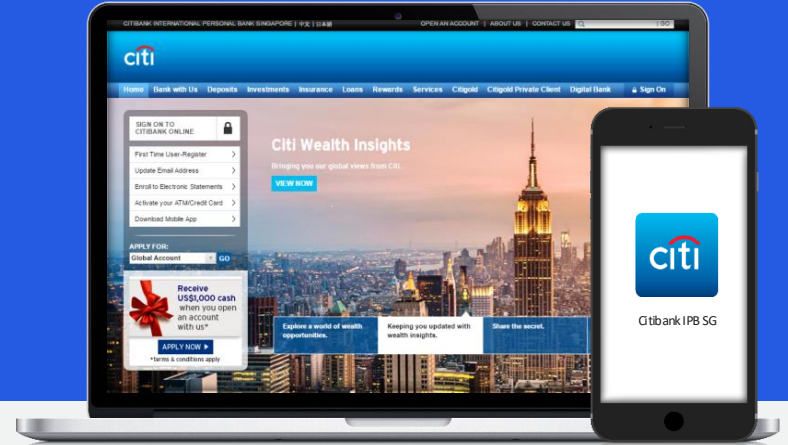 CITIBANK INTERNATIONAL PERSONAL BANK SINGAPORE | 中文 | 日本語
OPEN AN ACCOUNT | ABOUT US | CONTACT US
GO
citi
Home Bank with Us Deposits Investments Insurance Loans Rewards Services Citigold Citigold Private Client Digital Bank Sign On
SIGN ON TO
CITIBANK ONLINE
First Time User-Register
Update Email Address
Enroll to Electronic Statements
Activate your ATM/Credit Card
Download Mobile App
APPLY FOR:
Global Account GO
Receive
US$1,000 cash
when you open
an account
with us*
APPLY NOW
*terms & conditions apply
Citi Wealth Insights
Bringing you our global views from Citi.
VIEW NOW
Explore a world of wealth
opportunities.
Keeping you updated with
wealth insights.
Share the secret.
citi
Citibank IPB SG